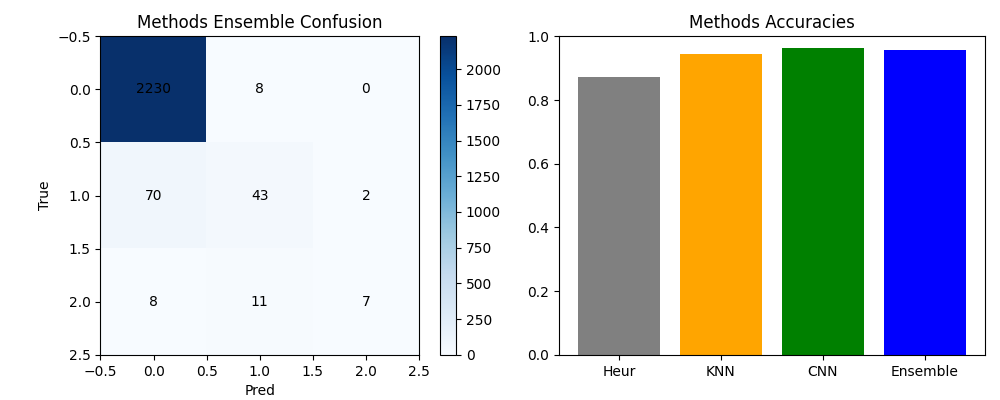 Methods Ensemble Confusion
−0.5
0.0
0.5
1.0
1.5
2.0
2.5
True
2230 8 0
70 43 2
8 11 7
−0.5 0.0 0.5 1.0 1.5 2.0 2.5
Pred
2000
1750
1500
1250
1000
750
500
250
0
Methods Accuracies
1.0
0.8
0.6
0.4
0.2
0.0
Heur KNN CNN Ensemble